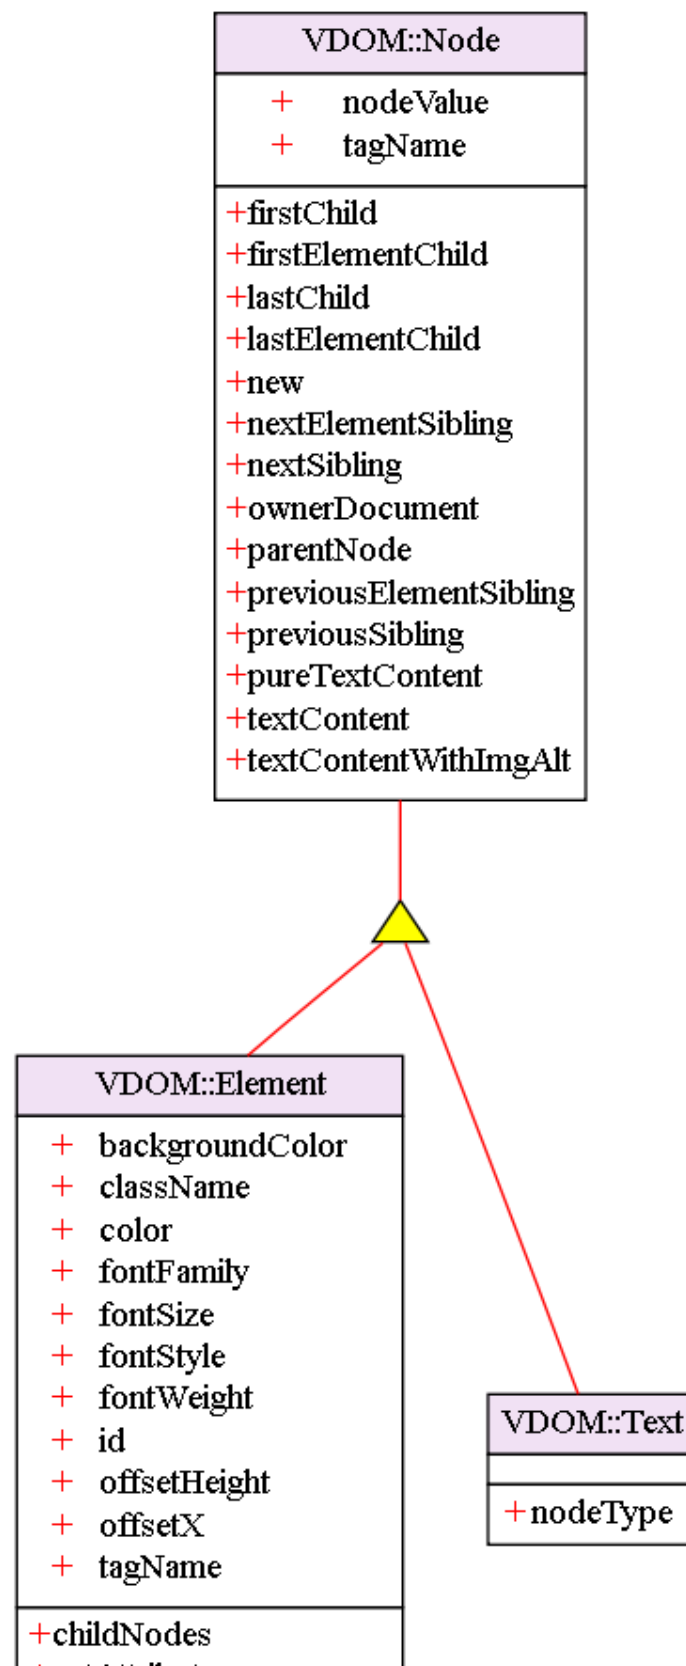 VDOM::Node
+ nodeValue
+ tagName
+firstChild
+firstElementChild
+lastChild
+lastElementChild
+new
+nextElementSibling
+nextSibling
+ownerDocument
+parentNode
+previousElementSibling
+previousSibling
+pureTextContent
+textContent
+textContentWithImgAlt
VDOM::Element
+ backgroundColor
+ className
+ color
+ fontFamily
+ fontSize
+ fontStyle
+ fontWeight
+ id
+ offsetHeight
+ offsetX
+ tagName
+childNodes
VDOM::Text
+nodeType